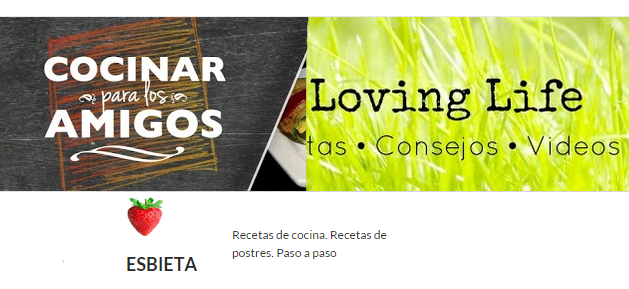 COCINAR
para los
AMIGOS
Loving Life
tas • Consejos • Videos
ESBIETA
Recetas de cocina. Recetas de
postres. Paso a paso